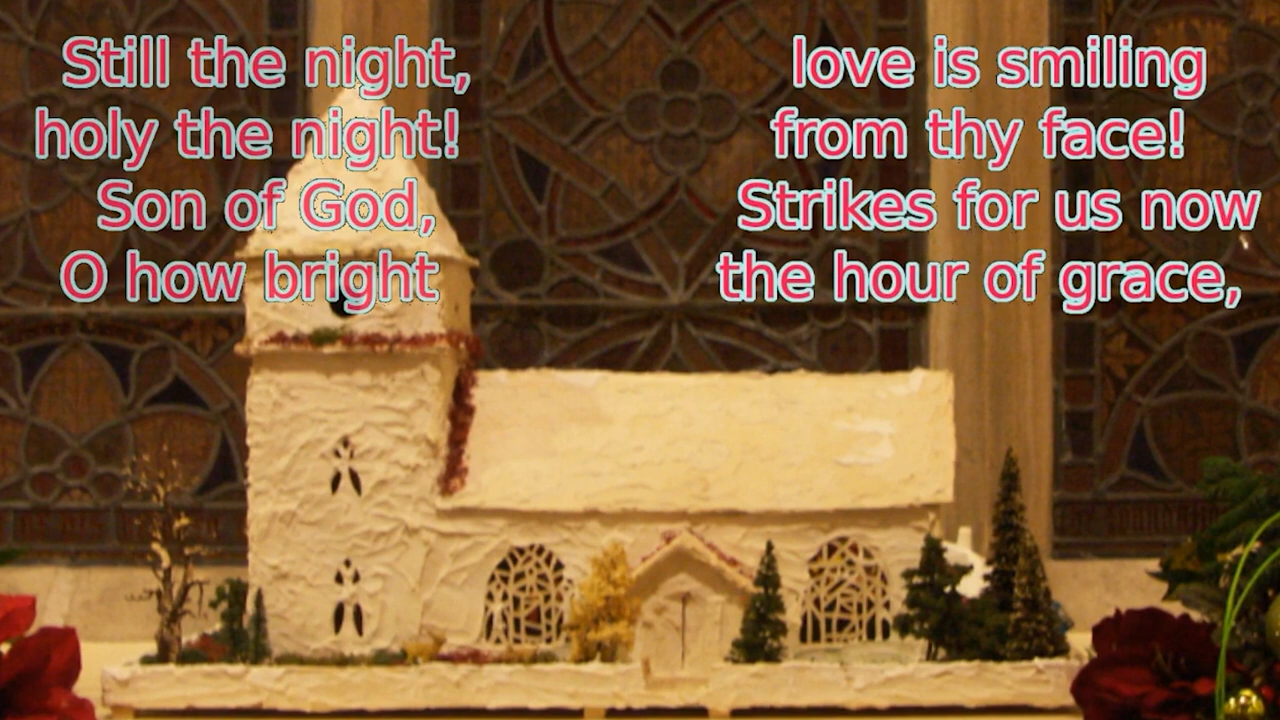 Still the night,
holy the night!
Son of God,
O how bright
love is smiling
from thy face!
Strikes for us now
the hour of grace,